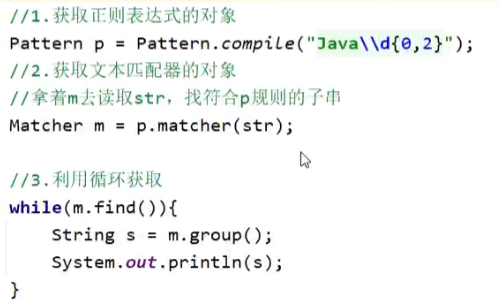 //1.获取正则表达式的对象
Pattern p = Pattern.compile("Java\\d{0,2}");
//2.获取文本匹配器的对象
//拿着m去读取str，找符合p规则的子串
Matcher m = p.matcher(str);
//3.利用循环获取
while(m.find()){
    String s = m.group();
    System.out.println(s);
}